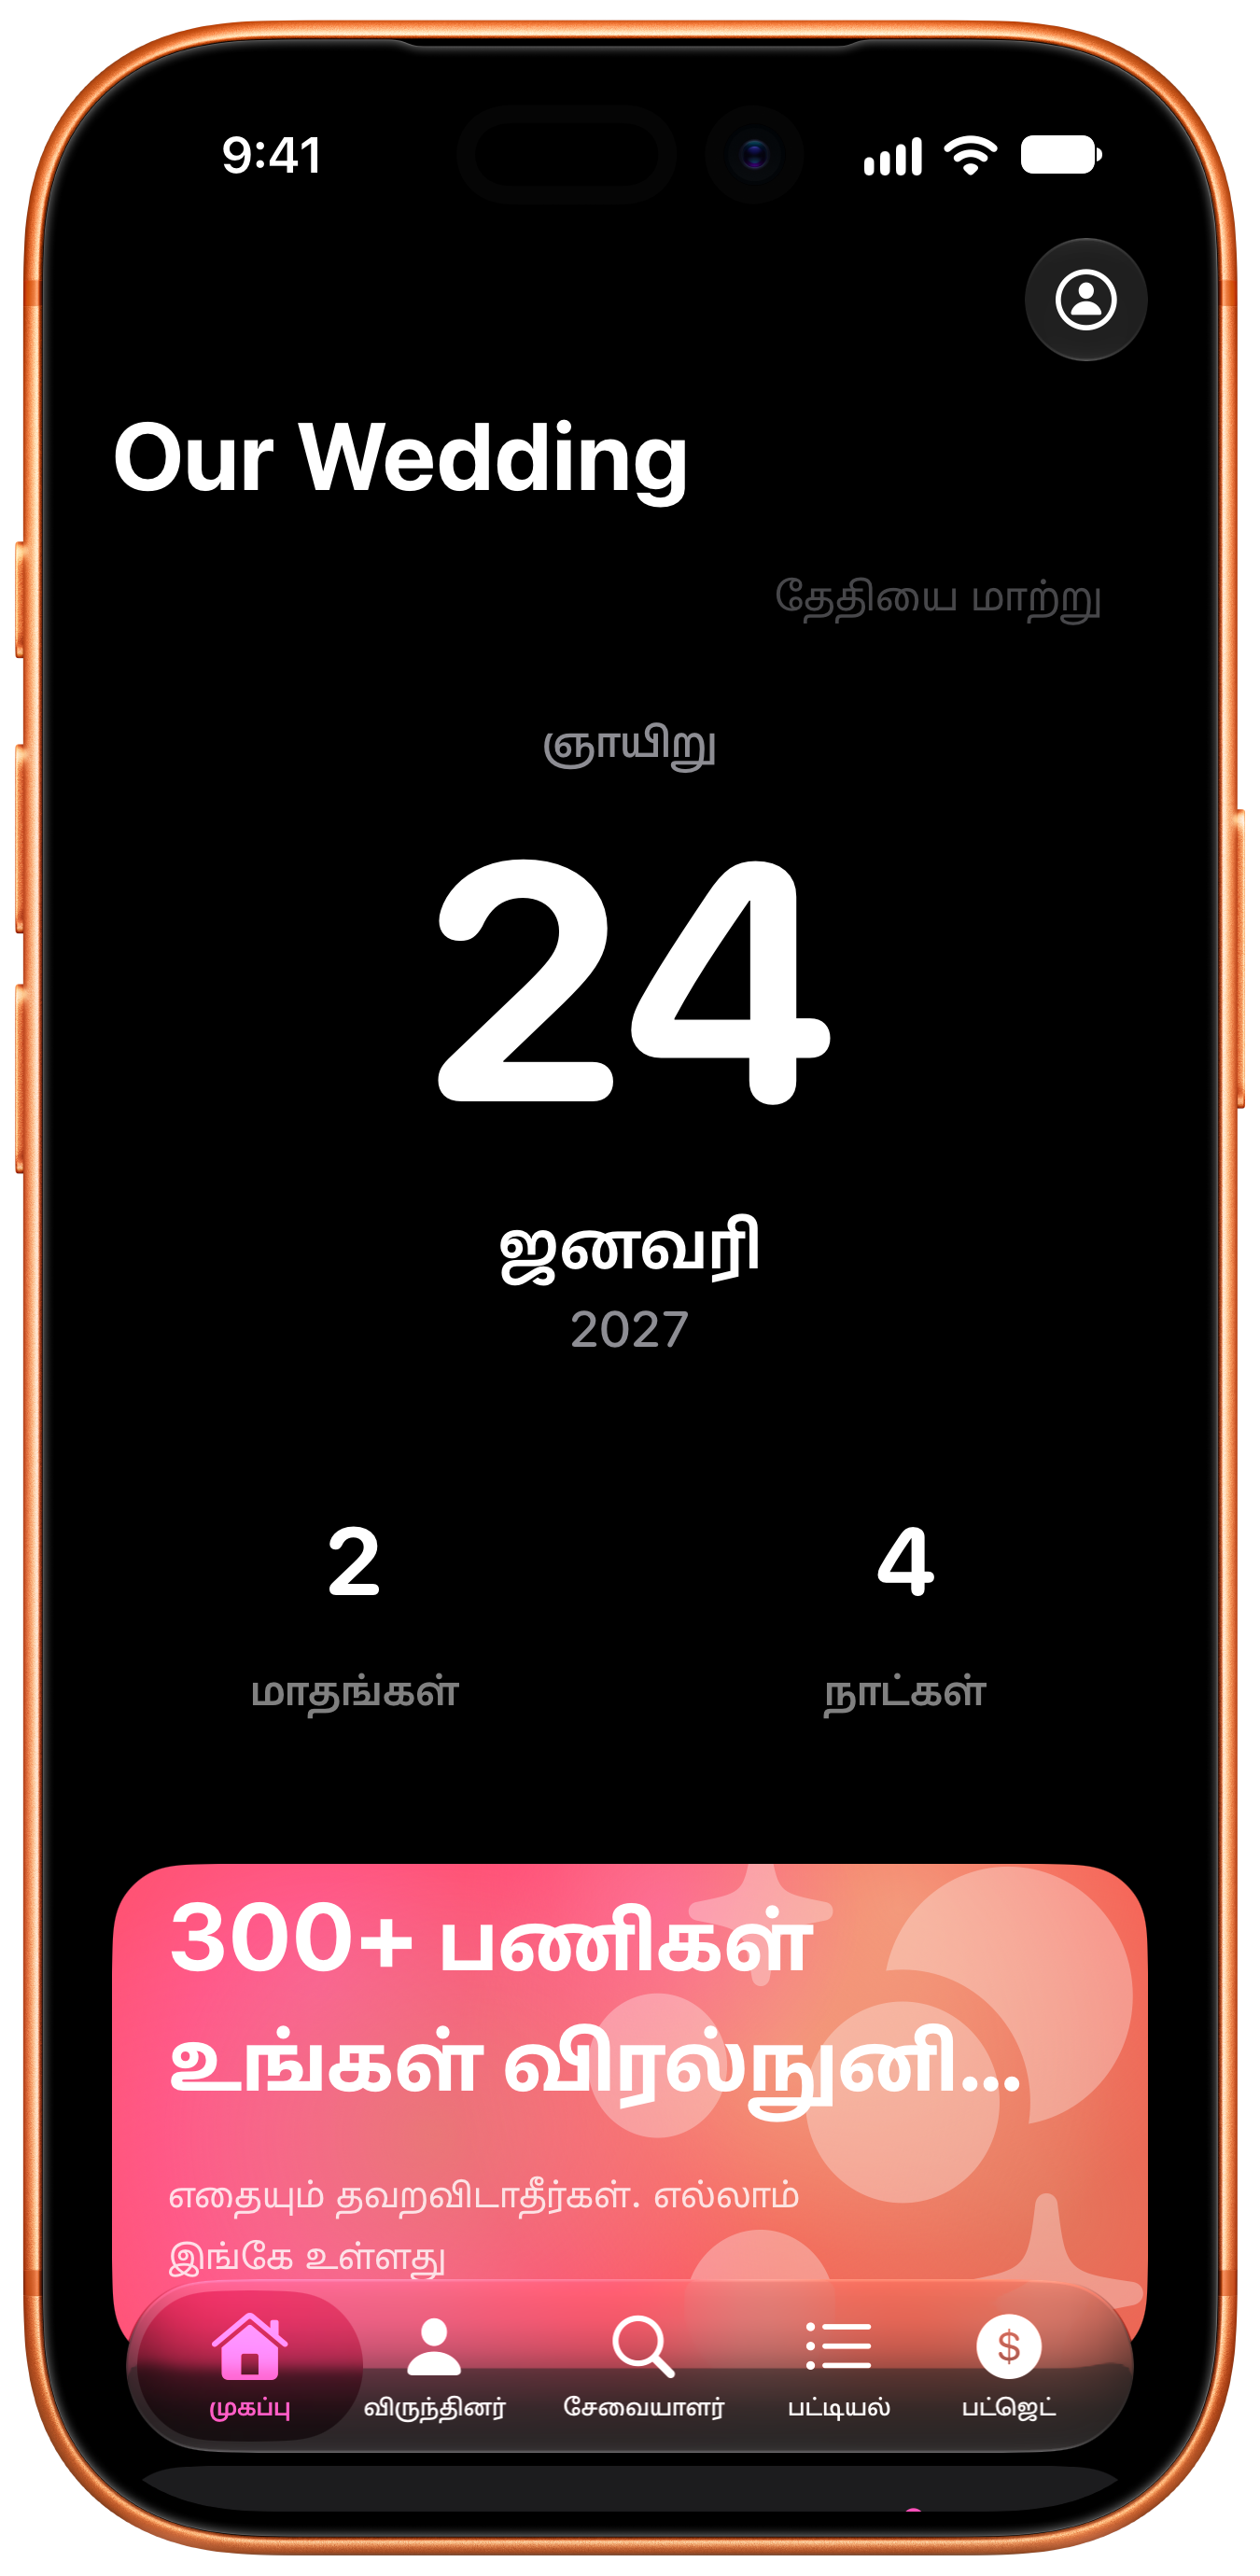 9:41
Our Wedding
தேதியை மாற்று
ஞாயிறு
24
ஜனவரி
2027
2
4
மாதங்கள்
நாட்கள்
300+ பணிகள்
உங்கள் விரல்நுனி...
எதையும் தவறவிடாதீர்கள். எல்லாம்
இங்கே உள்ளது
முகப்பு
விருந்தினர்
சேவையாளர்
பட்டியல்
பட்ஜெட்